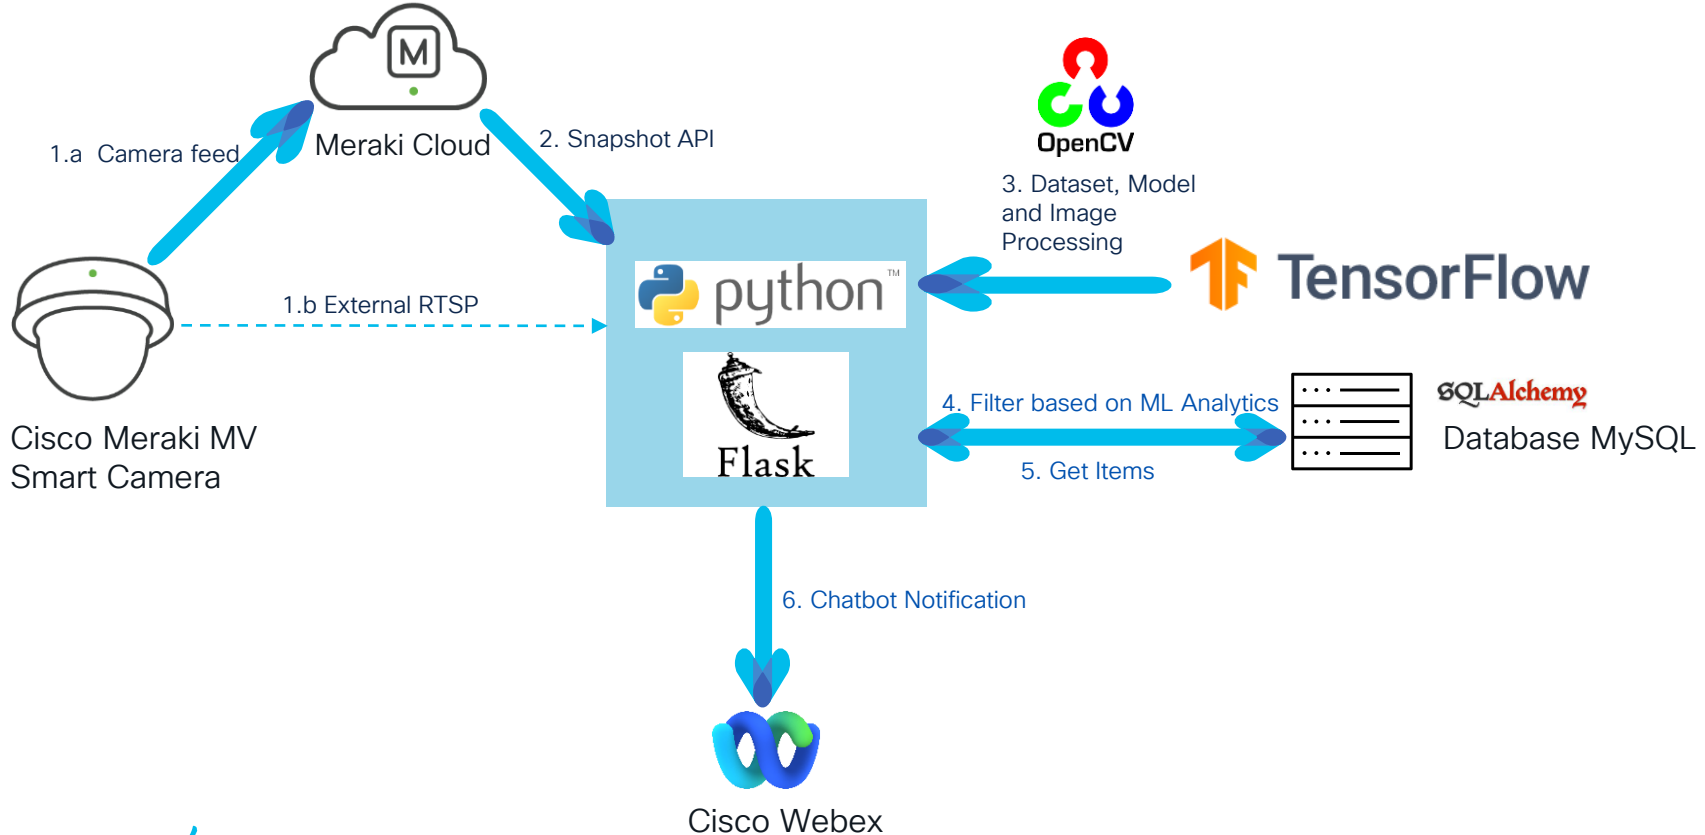 M
Meraki Cloud
1.a Camera feed
2. Snapshot API
OpenCV
3. Dataset, Model
and Image
Processing
TensorFlow
python™
1.b External RTSP
Flask
Cisco Meraki MV
Smart Camera
4. Filter based on ML Analytics
5. Get Items
SQLAlchemy
Database MySQL
6. Chatbot Notification
Cisco Webex